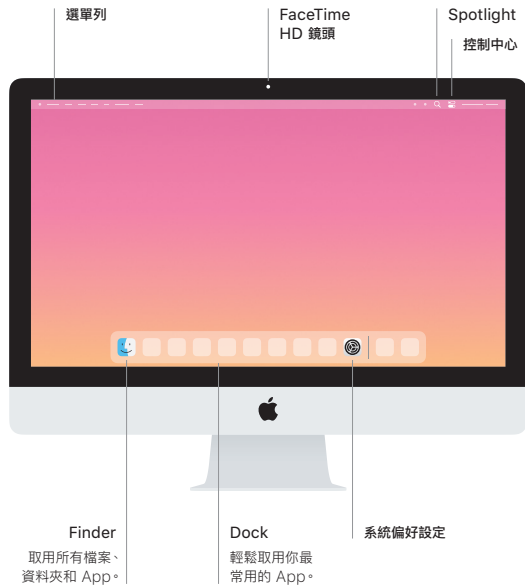 選單列
FaceTime
HD 鏡頭
Spotlight
控制中心
Finder
取用所有檔案、
資料夾和 App。
Dock
輕鬆取用你最
常用的 App。
系統偏好設定